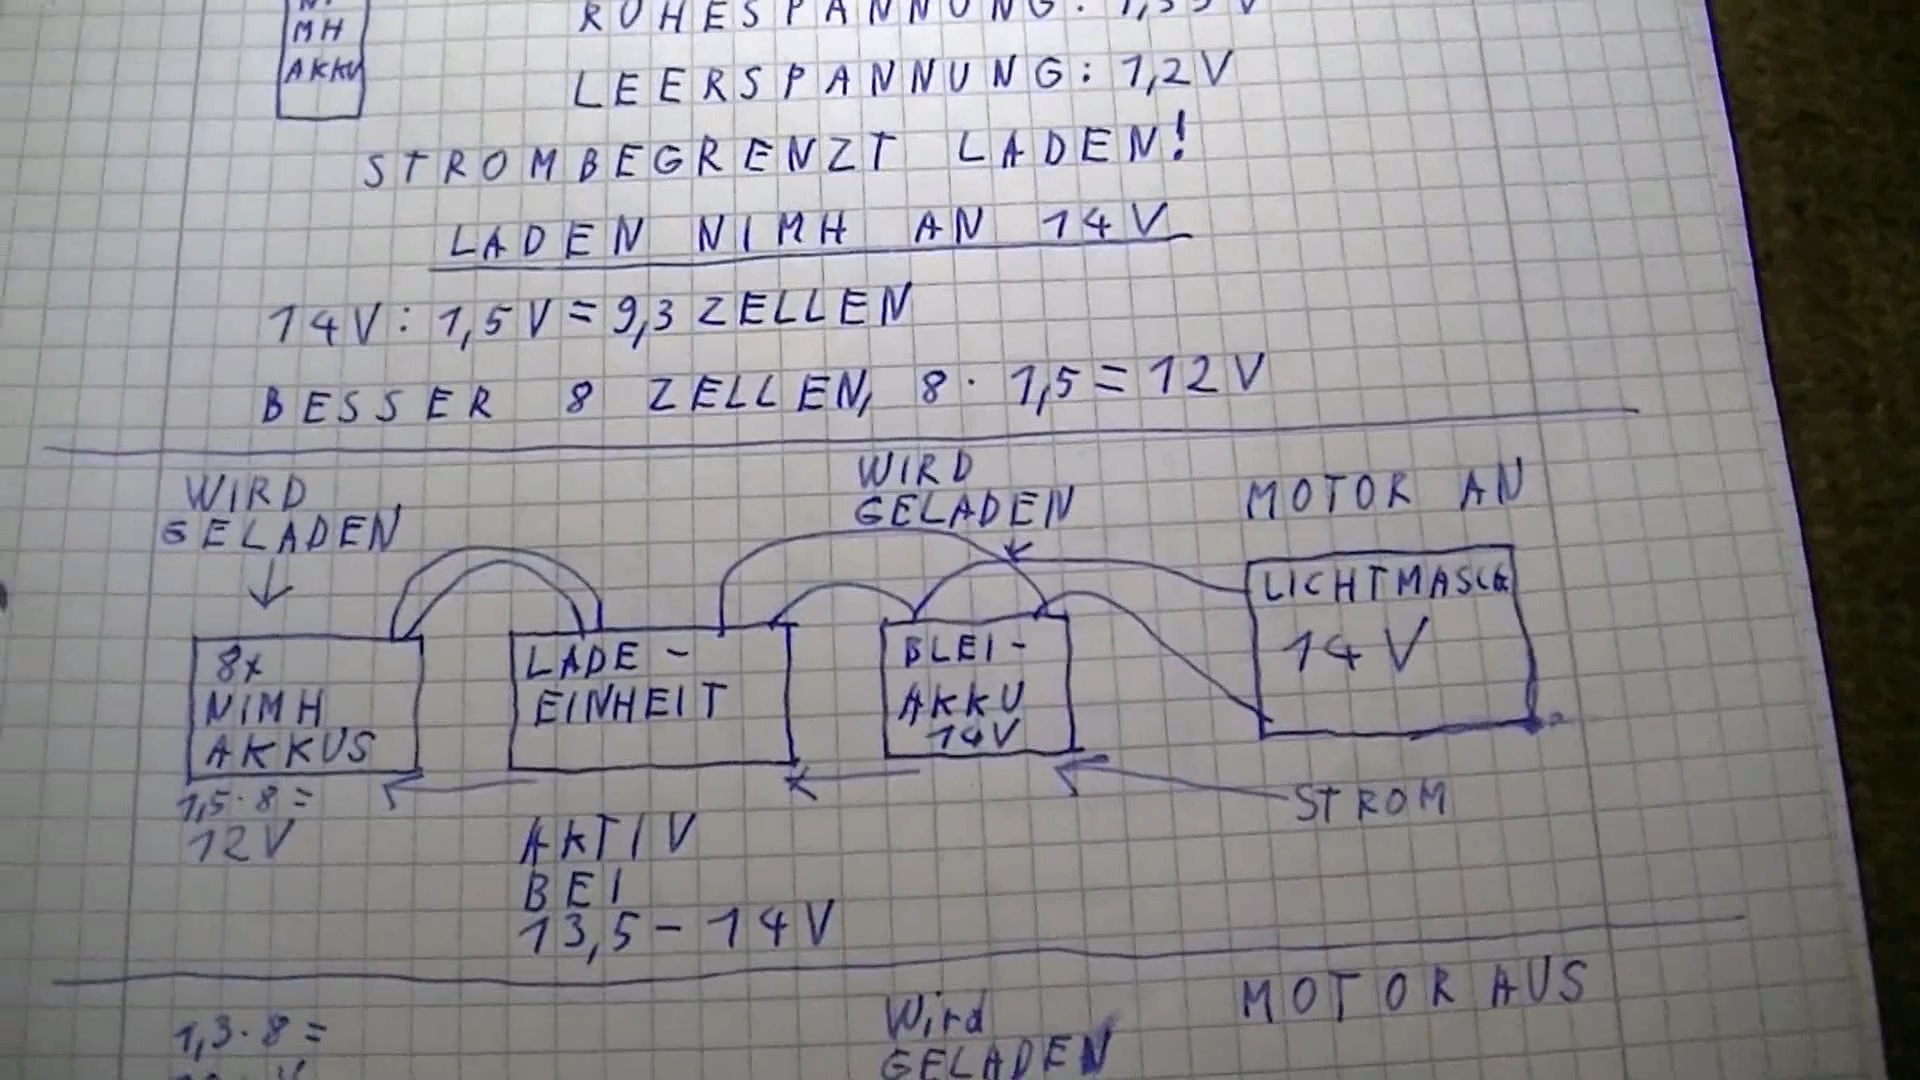 MH
AKKU
RUHESPANNUNG: 1,35 V
LEERSPANNUNG: 1,2V
STROMBEGRENZT LADEN!
LADEN NIMH AN 14V
14V: 1,5V = 9,3 ZELLEN
BESSER 8 ZELLEN, 8 · 1,5 = 12V
WIRD
GELADEN
WIRD
GELADEN
MOTOR AN
8x
NIMH
AKKUS
LADE-
EINHEIT
BLEI-
AKKU
14V
LICHTMASCH
14V
1,5·8=
12V
STROM
AKTIV
BEI
13,5-14V
MOTOR AUS
1,3·8=
Wird
GELADEN